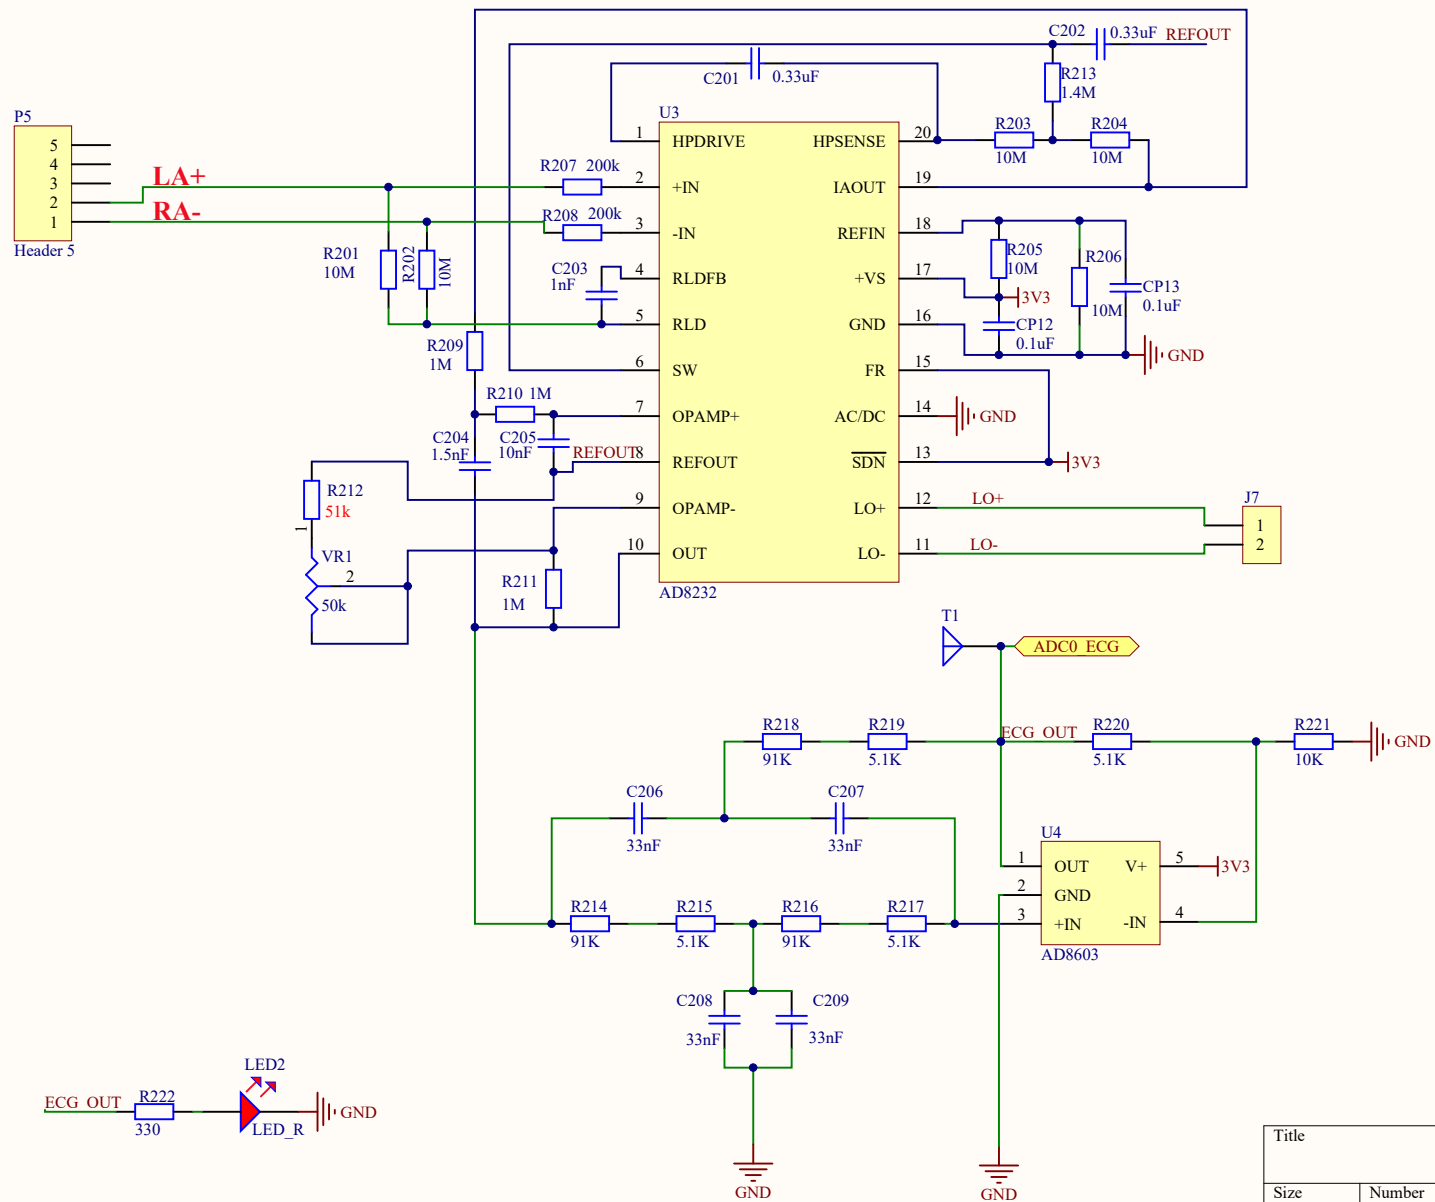 C202
0.33uF
REFOUT
C201
0.33uF
R213
1.4M
P5
5
4
3
2
1
Header 5
LA+
RA-
U3
1
HPDRIVE
HPSENSE
20
R203
10M
R204
10M
R207 200k
2
+IN
IAOUT
19
R208 200k
3
-IN
REFIN
18
R201
10M
R202
10M
C203
1nF
4
RLDFB
+VS
17
R205
10M
R206
10M
3V3
CP13
0.1uF
CP12
0.1uF
GND
5
RLD
GND
16
R209
1M
6
SW
FR
15
R210 1M
7
OPAMP+
AC/DC
14
GND
C204
1.5nF
C205
10nF
REFOUT
8
REFOUT
SDN
13
3V3
R212
51k
1
9
OPAMP-
LO+
12
LO+
J7
1
2
VR1
2
50k
10
OUT
LO-
11
LO-
R211
1M
AD8232
T1
ADC0_ECG
R218
91K
R219
5.1K
ECG_OUT
R220
5.1K
R221
10K
GND
C206
33nF
C207
33nF
U4
1
OUT
V+
5
3V3
2
GND
3
+IN
-IN
4
AD8603
R214
91K
R215
5.1K
R216
91K
R217
5.1K
C208
33nF
C209
33nF
LED2
ECG_OUT
R222
330
LED_R
GND
GND
GND
Title
Size
Number